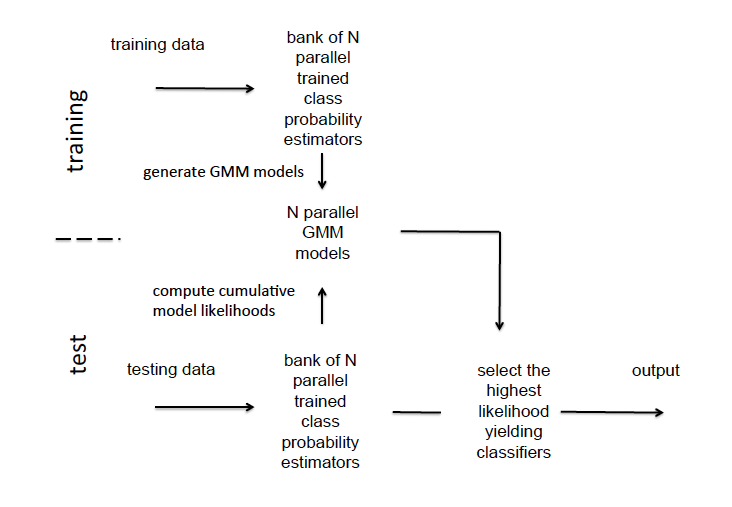 training data
bank of N
parallel
trained
class
probability
estimators
training
generate GMM models
N parallel
GMM
models
compute cumulative
model likelihoods
test
testing data
bank of N
parallel
trained
class
probability
estimators
select the
highest
likelihood
yielding
classifiers
output